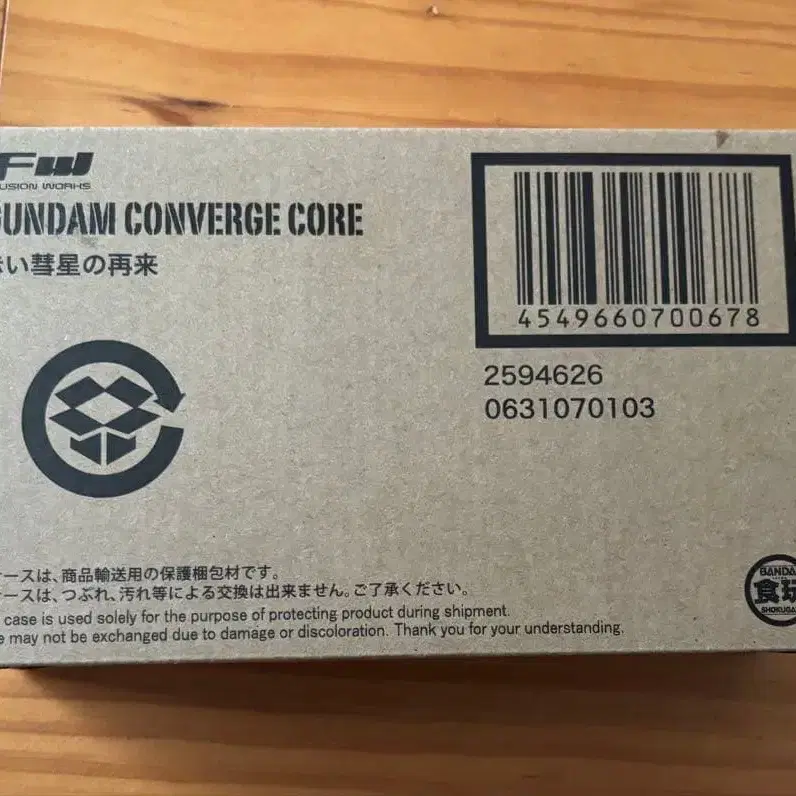 FW
USION WORKS
GUNDAM CONVERGE CORE
い彗星の再来
4549660700678
2594626
0631070103
ースは、商品輸送用の保護梱包材です。
ースは、つぶれ、汚れ等による交換は出来ません。ご了承ください。
case is used solely for the purpose of protecting product during shipment.
e may not be exchanged due to damage or discoloration. Thank you for your understanding.
BANDA
食玩
SHOKUGA